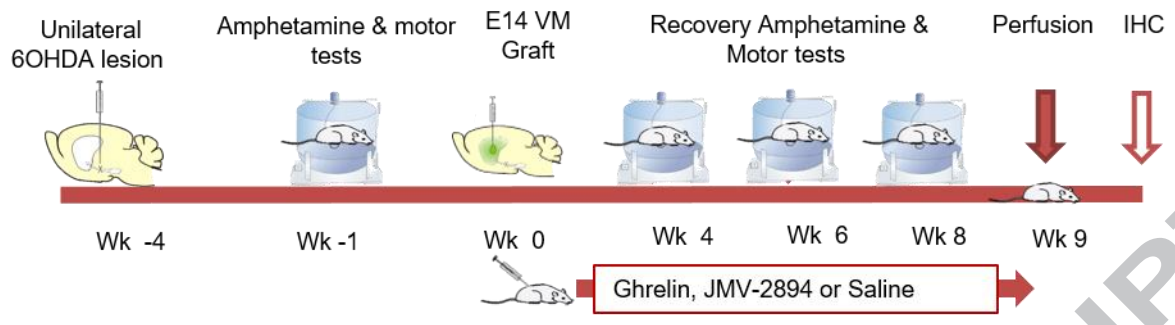 Unilateral
6OHDA lesion
Amphetamine & motor
tests
E14 VM
Graft
Recovery Amphetamine &
Motor tests
Perfusion
IHC
Wk -4
Wk -1
Wk 0
Wk 4
Wk 6
Wk 8
Wk 9
Ghrelin, JMV-2894 or Saline